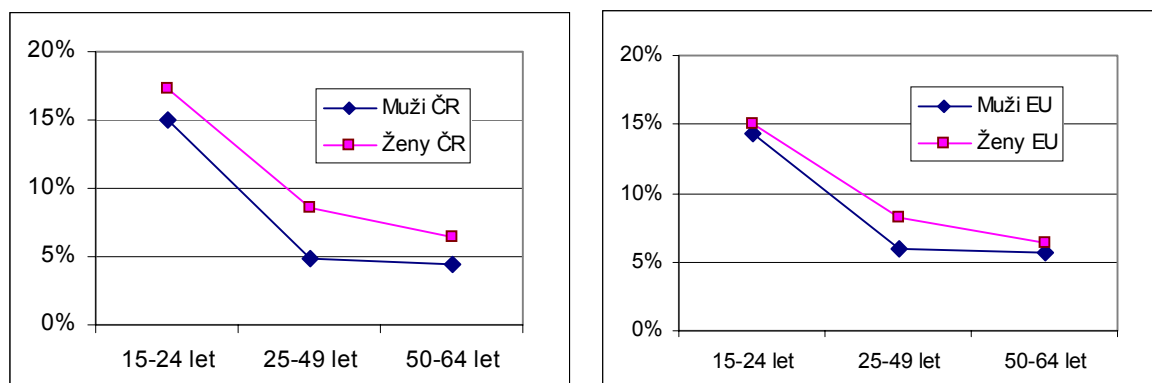 20%
15%
10%
5%
0%
Muži ČR
Ženy ČR
15-24 let
25-49 let
50-64 let
20%
15%
10%
5%
0%
Muži EU
Ženy EU
15-24 let
25-49 let
50-64 let